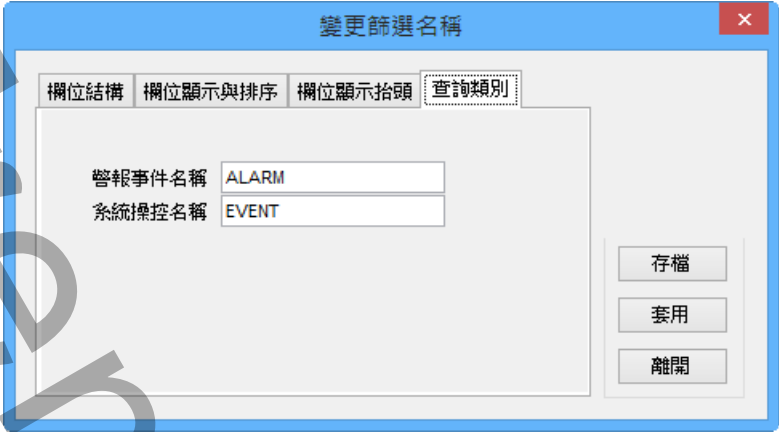 變更篩選名稱
欄位結構 欄位顯示與排序 欄位顯示抬頭 查詢類別
警報事件名稱 ALARM
系統操控名稱 EVENT
存檔
套用
離開